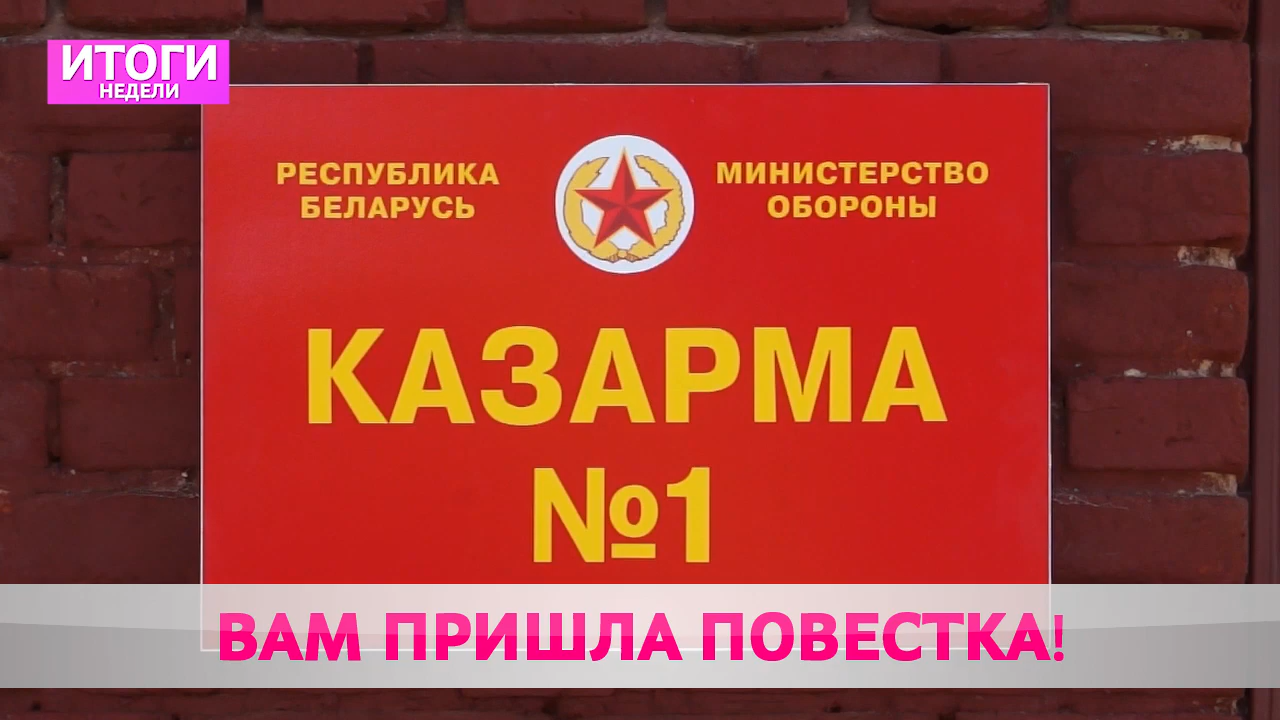 ИТОГИ
НЕДЕЛИ
РЕСПУБЛИКА
БЕЛАРУСЬ
МИНИСТЕРСТВО
ОБОРОНЫ
КАЗАРМА
№1
ВАМ ПРИШЛА ПОВЕСТКА!